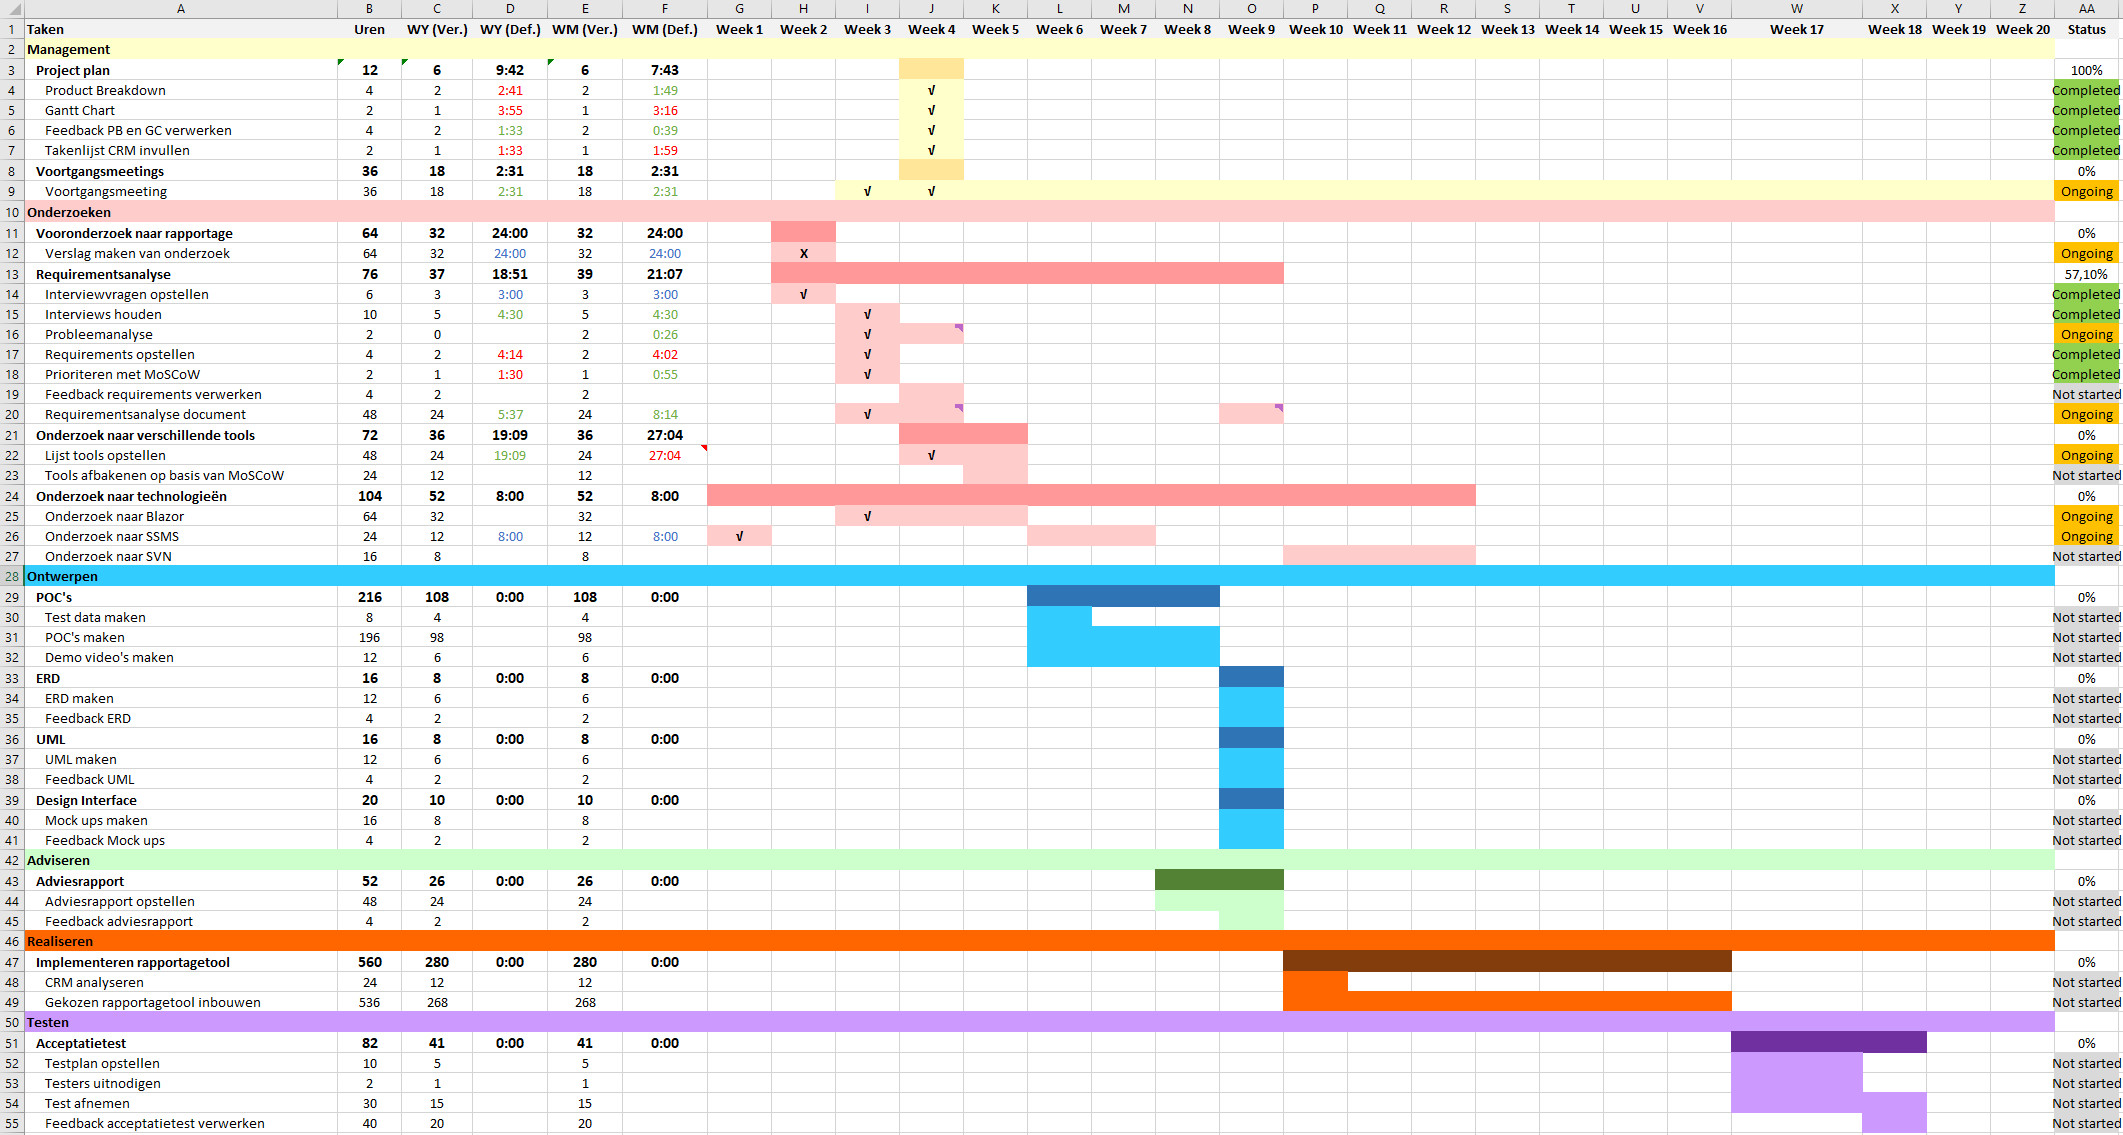 A B C D E F G H I J K L M N O P Q R S T U V W X Y Z AA
1 Taken Uren WY (Ver.) WY (Def.) WM (Ver.) WM (Def.) Week 1 Week 2 Week 3 Week 4 Week 5 Week 6 Week 7 Week 8 Week 9 Week 10 Week 11 Week 12 Week 13 Week 14 Week 15 Week 16 Week 17 Week 18 Week 19 Week 20 Status
2 Management
3 Project plan 12 6 9:42 6 7:43 100%
4 Product Breakdown 4 2 2:41 2 1:49 √ Completed
5 Gantt Chart 2 1 3:55 1 3:16 √ Completed
6 Feedback PB en GC verwerken 4 2 1:33 2 0:39 √ Completed
7 Takenlijst CRM invullen 2 1 1:33 1 1:59 √ Completed
8 Voortgangsmeetings 36 18 2:31 18 2:31 0%
9 Voortgangsmeeting 36 18 2:31 18 2:31 √ √ Ongoing
10 Onderzoeken
11 Vooronderzoek naar rapportage 64 32 24:00 32 24:00 0%
12 Verslag maken van onderzoek 64 32 24:00 32 24:00 X Ongoing
13 Requirementsanalyse 76 37 18:51 39 21:07 57,10%
14 Interviewvragen opstellen 6 3 3:00 3 3:00 √ Completed
15 Interviews houden 10 5 4:30 5 4:30 √ Completed
16 Probleemanalyse 2 0 2 0:26 √ Ongoing
17 Requirements opstellen 4 2 4:14 2 4:02 √ Completed
18 Prioriteren met MoSCoW 2 1 1:30 1 0:55 √ Completed
19 Feedback requirements verwerken 4 2 2 Not started
20 Requirementsanalyse document 48 24 5:37 24 8:14 √ Ongoing
21 Onderzoek naar verschillende tools 72 36 19:09 36 27:04 0%
22 Lijst tools opstellen 48 24 19:09 24 27:04 √ Ongoing
23 Tools afbakenen op basis van MoSCoW 24 12 12 Not started
24 Onderzoek naar technologieën 104 52 8:00 52 8:00 0%
25 Onderzoek naar Blazor 64 32 32 √ Ongoing
26 Onderzoek naar SSMS 24 12 8:00 12 8:00 √ Ongoing
27 Onderzoek naar SVN 16 8 8 Not started
28 Ontwerpen
29 POC's 216 108 0:00 108 0:00 0%
30 Test data maken 8 4 4 Not started
31 POC's maken 196 98 98 Not started
32 Demo video's maken 12 6 6 Not started
33 ERD 16 8 0:00 8 0:00 0%
34 ERD maken 12 6 6 Not started
35 Feedback ERD 4 2 2 Not started
36 UML 16 8 0:00 8 0:00 0%
37 UML maken 12 6 6 Not started
38 Feedback UML 4 2 2 Not started
39 Design Interface 20 10 0:00 10 0:00 0%
40 Mock ups maken 16 8 8 Not started
41 Feedback Mock ups 4 2 2 Not started
42 Adviseren
43 Adviesrapport 52 26 0:00 26 0:00 0%
44 Adviesrapport opstellen 48 24 24 Not started
45 Feedback adviesrapport 4 2 2 Not started
46 Realiseren
47 Implementeren rapportagetool 560 280 0:00 280 0:00 0%
48 CRM analyseren 24 12 12 Not started
49 Gekozen rapportagetool inbouwen 536 268 268 Not started
50 Testen
51 Acceptatietest 82 41 0:00 41 0:00 0%
52 Testplan opstellen 10 5 5 Not started
53 Testers uitnodigen 2 1 1 Not started
54 Test afnemen 30 15 15 Not started
55 Feedback acceptatietest verwerken 40 20 20 Not started